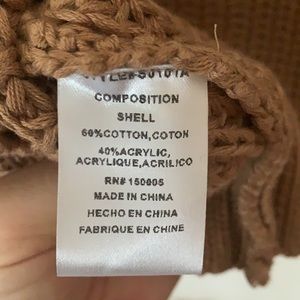 COMPOSITION
SHELL
60%COTTON,COTON
40%ACRYLIC,
ACRYLIQUE,ACRILICO
RN# 150005
MADE IN CHINA
HECHO EN CHINA
FABRIQUE EN CHINE